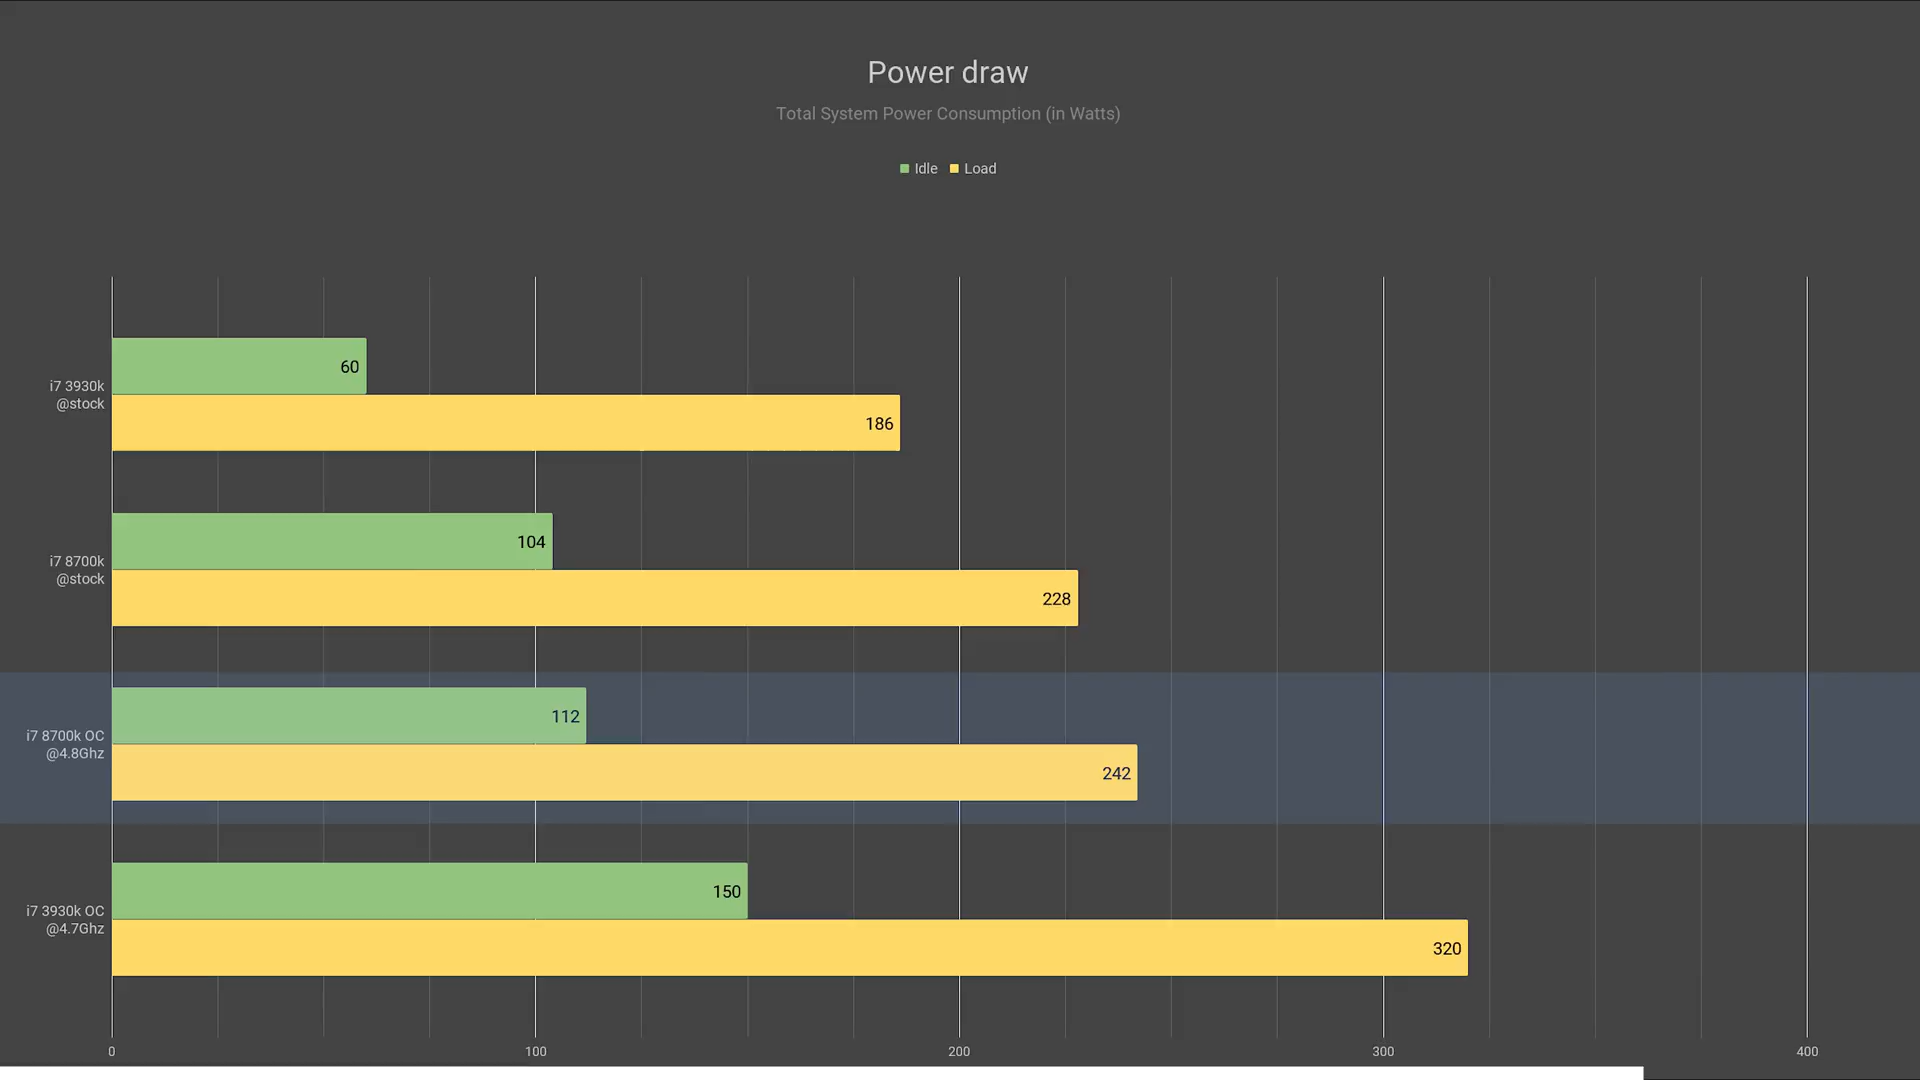 Power draw
Total System Power Consumption (in Watts)
Idle Load
60
i7 3930k
@stock
186
104
i7 8700k
@stock
228
112
i7 8700k OC
@4.8Ghz
242
150
i7 3930k OC
@4.7Ghz
320
0 100 200 300 400